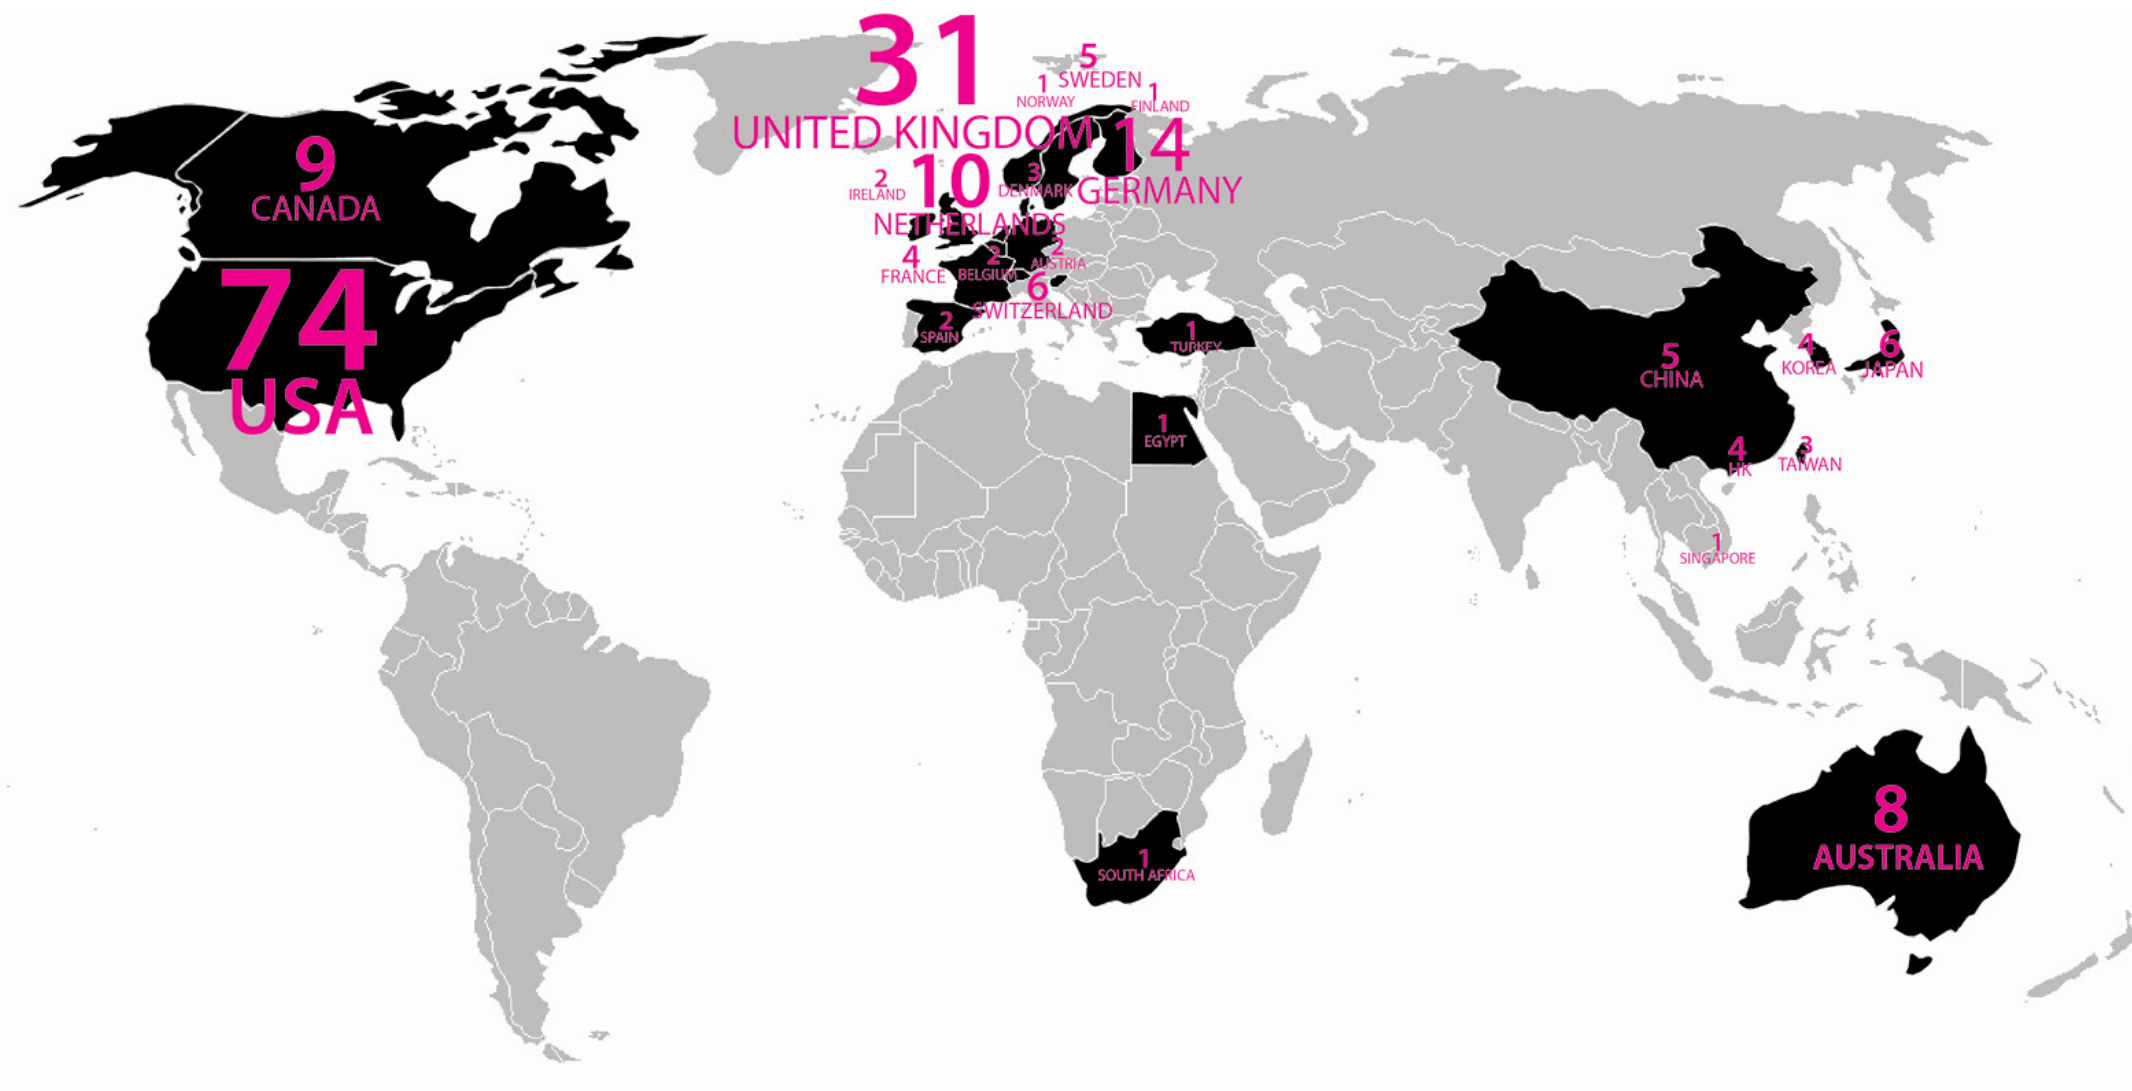 31
UNITED KINGDOM
5
SWEDEN
1
NORWAY
1
FINLAND
14
GERMANY
9
CANADA
2
IRELAND
10
NETHERLANDS
3
DENMARK
4
FRANCE
2
BELGIUM
2
AUSTRIA
6
SWITZERLAND
74
USA
2
SPAIN
1
TURKEY
5
CHINA
4
KOREA
6
JAPAN
1
EGYPT
4
HK
3
TAIWAN
1
SINGAPORE
8
AUSTRALIA
1
SOUTH AFRICA